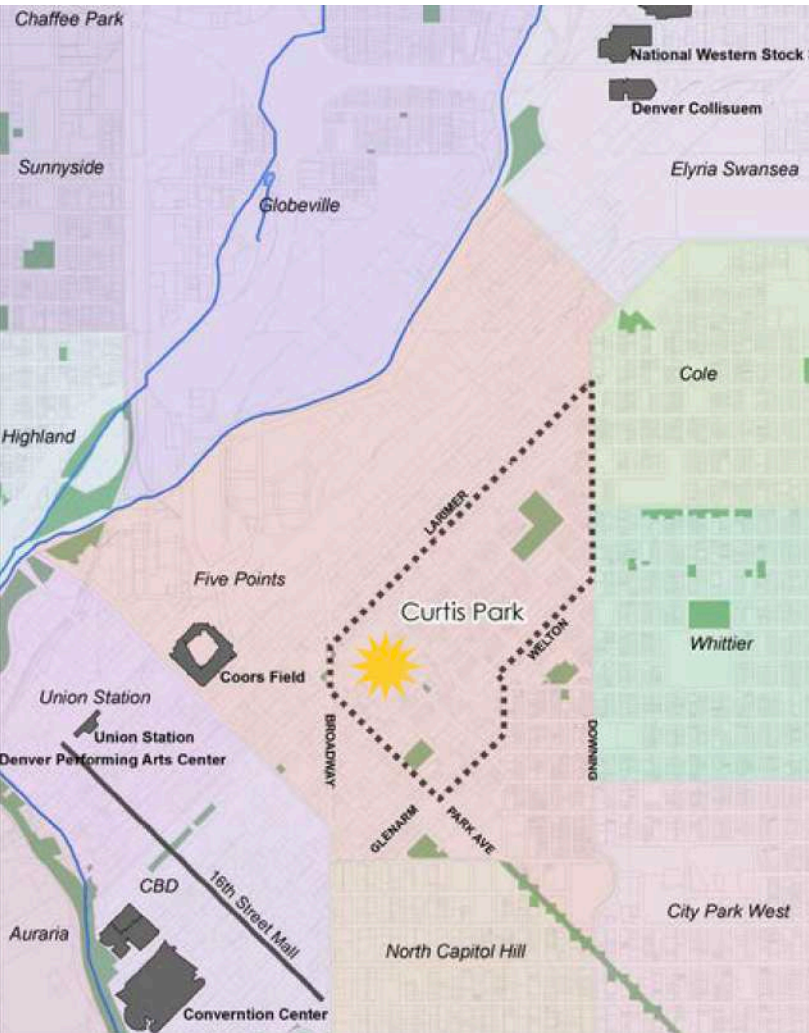 Chaffee Park
National Western Stock
Denver Collisuem
Sunnyside
Elyria Swansea
Globeville
Cole
Highland
LARIMER
Five Points
Curtis Park
WELTON
Whittier
Coors Field
Union Station
Union Station
BROADWAY
DOWNING
Denver Performing Arts Center
GLENARM
PARK AVE
CBD
16th Street Mall
City Park West
Auraria
North Capitol Hill
Converntion Center